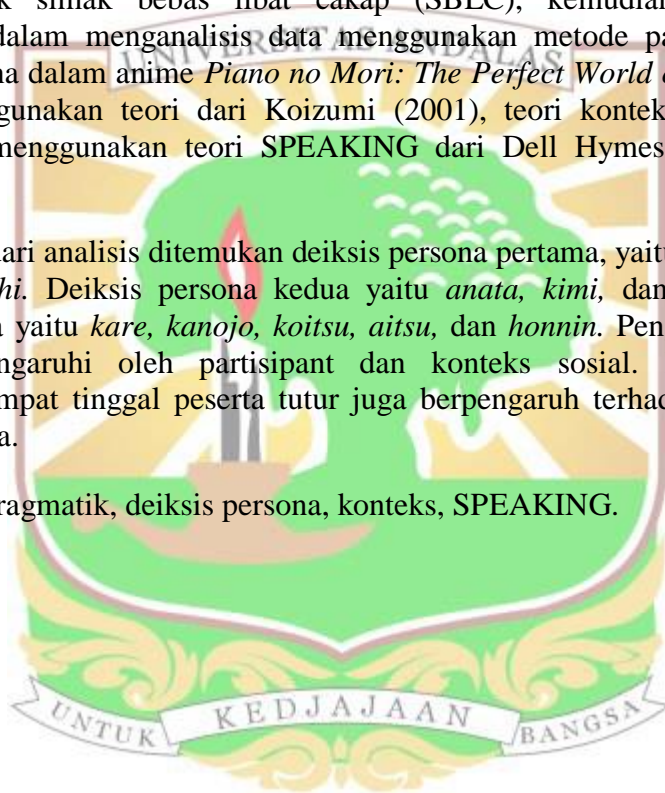 k simak bebas libat cakap (SBLC), kemudian
dalam menganalisis data menggunakan metode pa
na dalam anime Piano no Mori: The Perfect World
gunakan teori dari Koizumi (2001), teori kontek
menggunakan teori SPEAKING dari Dell Hymes
dari analisis ditemukan deiksis persona pertama, yait
hi. Deiksis persona kedua yaitu anata, kimi, dan
a yaitu kare, kanojo, koitsu, aitsu, dan honnin. Pen
ngaruhi oleh partisipant dan konteks sosial.
mpat tinggal peserta tutur juga berpengaruh terhad
a.
ragmatik, deiksis persona, konteks, SPEAKING.
UNTUK KEDJAJAAN BANGSA